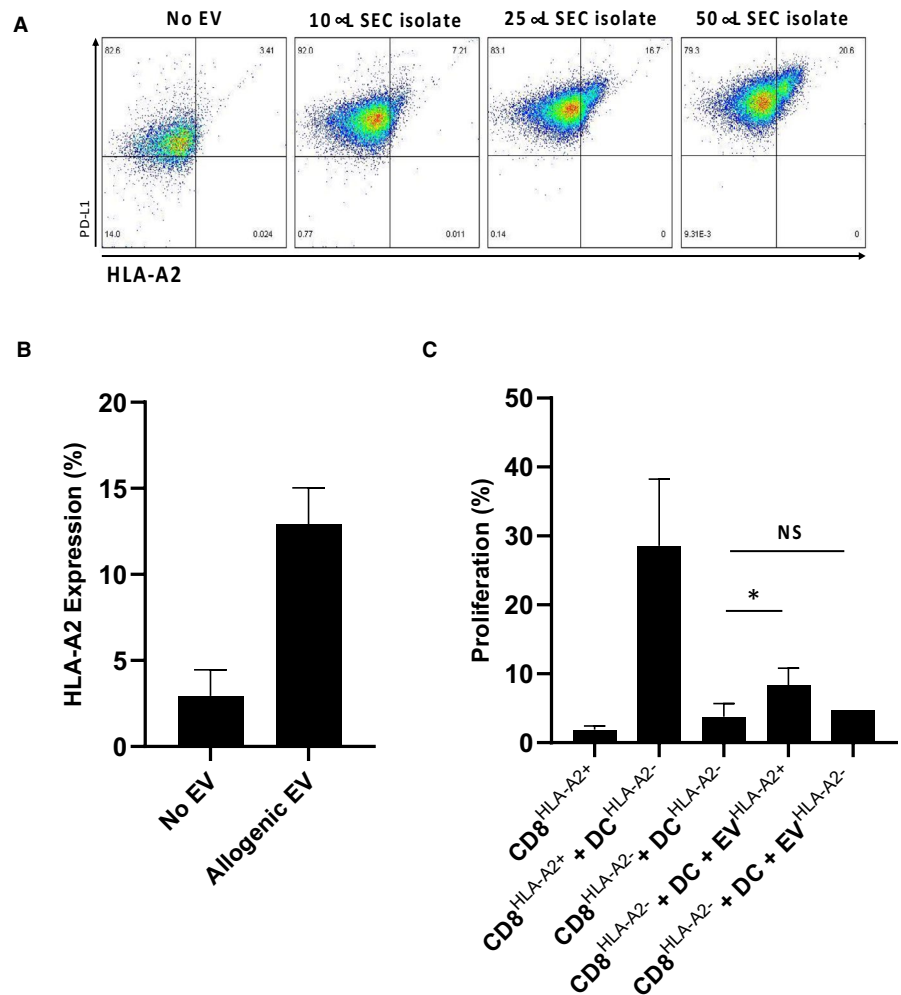 A
No EV
10 ∝L SEC isolate
25 ∝L SEC isolate
50 ∝L SEC isolate
82.6 3.41
92.0 7.21
83.1 16.7
79.3 20.6
PD-L1
14.0 0.024
0.77 0.011
0.14 0
9.31E-3 0
HLA-A2
B
HLA-A2 Expression (%)
20
15
10
5
0
No EV
Allogenic EV
C
Proliferation (%)
50
40
30
20
10
0
NS
*
CD8HLA-A2+
CD8HLA-A2+ + DCHLA-A2-
CD8HLA-A2- + DCHLA-A2-
CD8HLA-A2- + DC + EVHLA-A2+
CD8HLA-A2- + DC + EVHLA-A2-